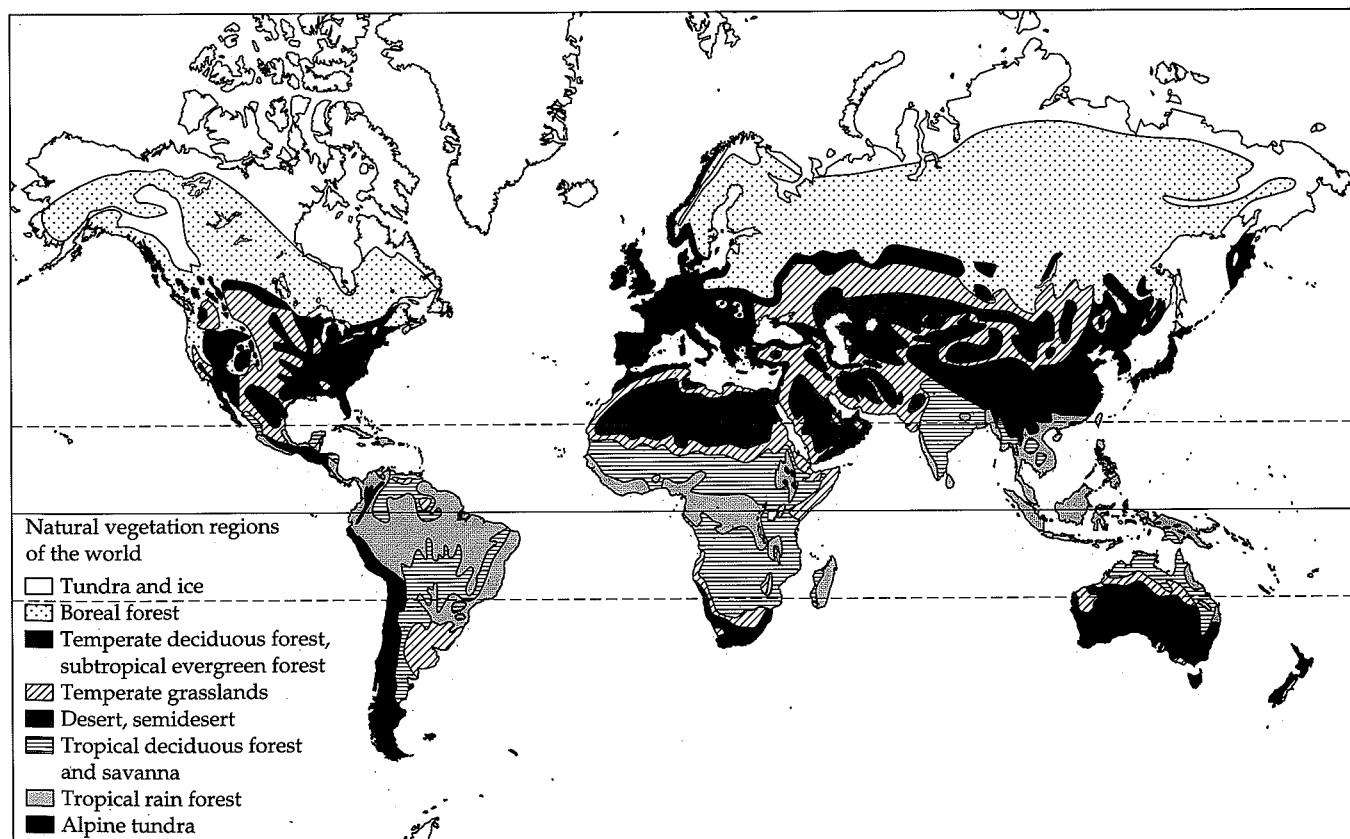 Natural vegetation regions
of the world
Tundra and ice
Boreal forest
Temperate deciduous forest,
subtropical evergreen forest
Temperate grasslands
Desert, semidesert
Tropical deciduous forest
and savanna
Tropical rain forest
Alpine tundra